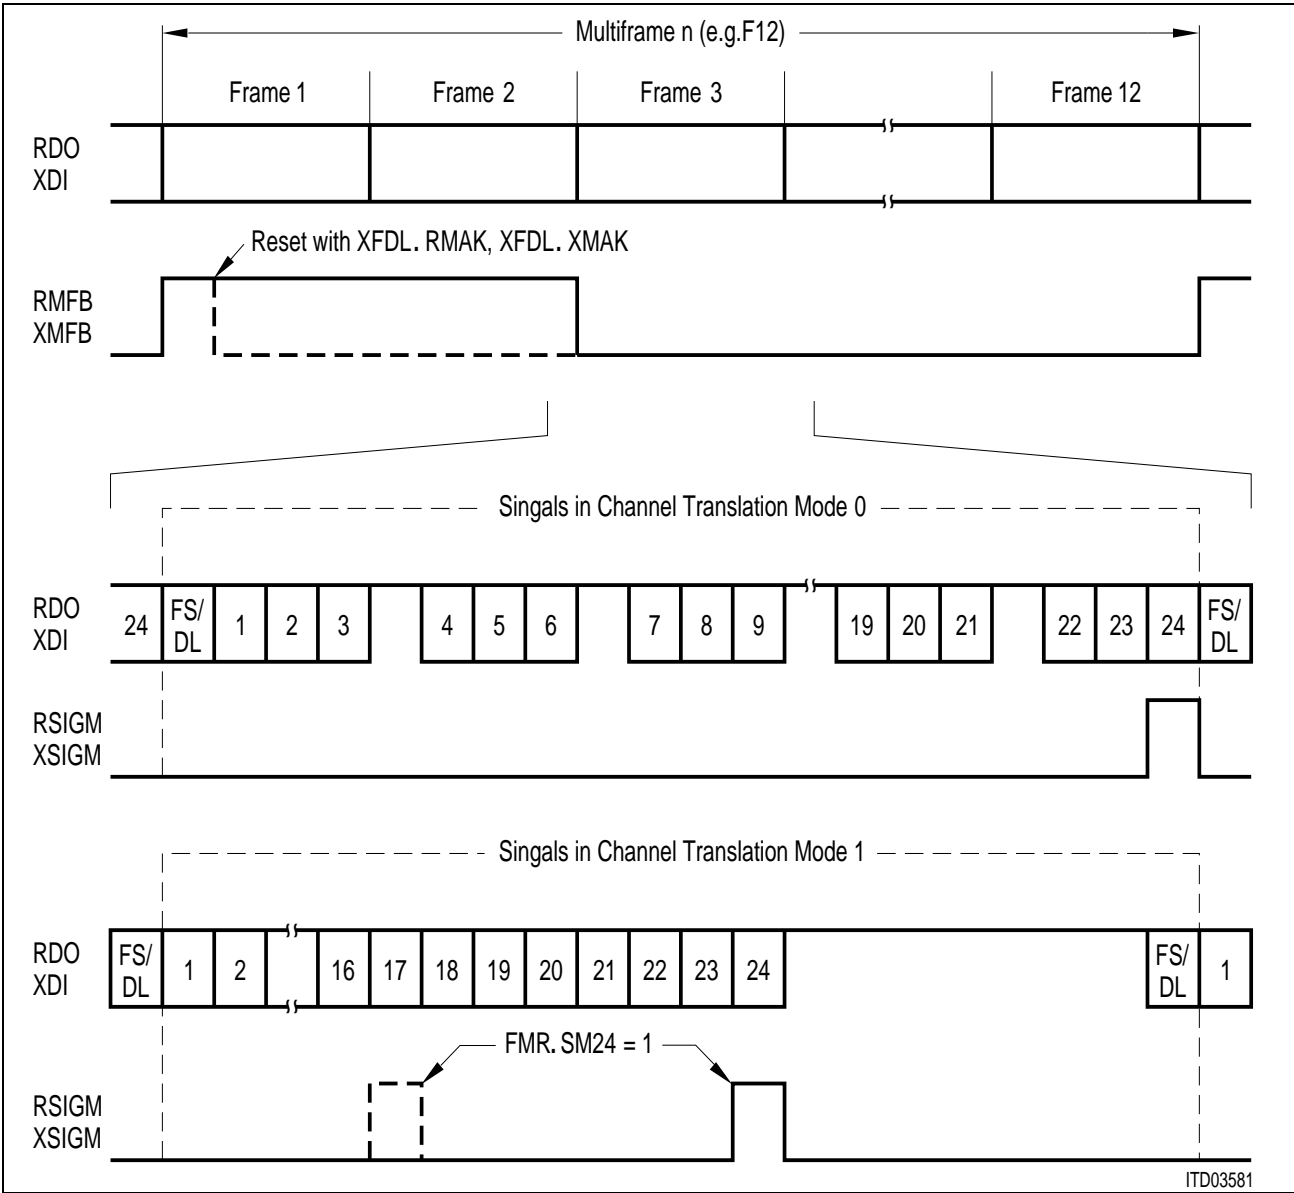 Multiframe n (e.g.F12)
Frame 1 Frame 2 Frame 3 Frame 12
RDO
XDI
Reset with XFDL. RMAK, XFDL. XMAK
RMFB
XMFB
Singals in Channel Translation Mode 0
RDO
XDI
24 FS/DL 1 2 3 4 5 6 7 8 9 19 20 21 22 23 24 FS/DL
RSIGM
XSIGM
Singals in Channel Translation Mode 1
RDO
XDI
FS/DL 1 2 16 17 18 19 20 21 22 23 24 FS/DL 1
FMR. SM24 = 1
RSIGM
XSIGM
ITD03581